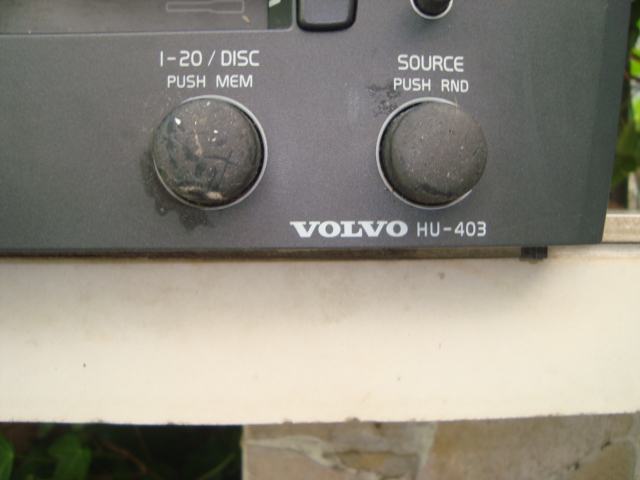 1-20 / DISC
PUSH MEM
SOURCE
PUSH RND
VOLVO HU-403